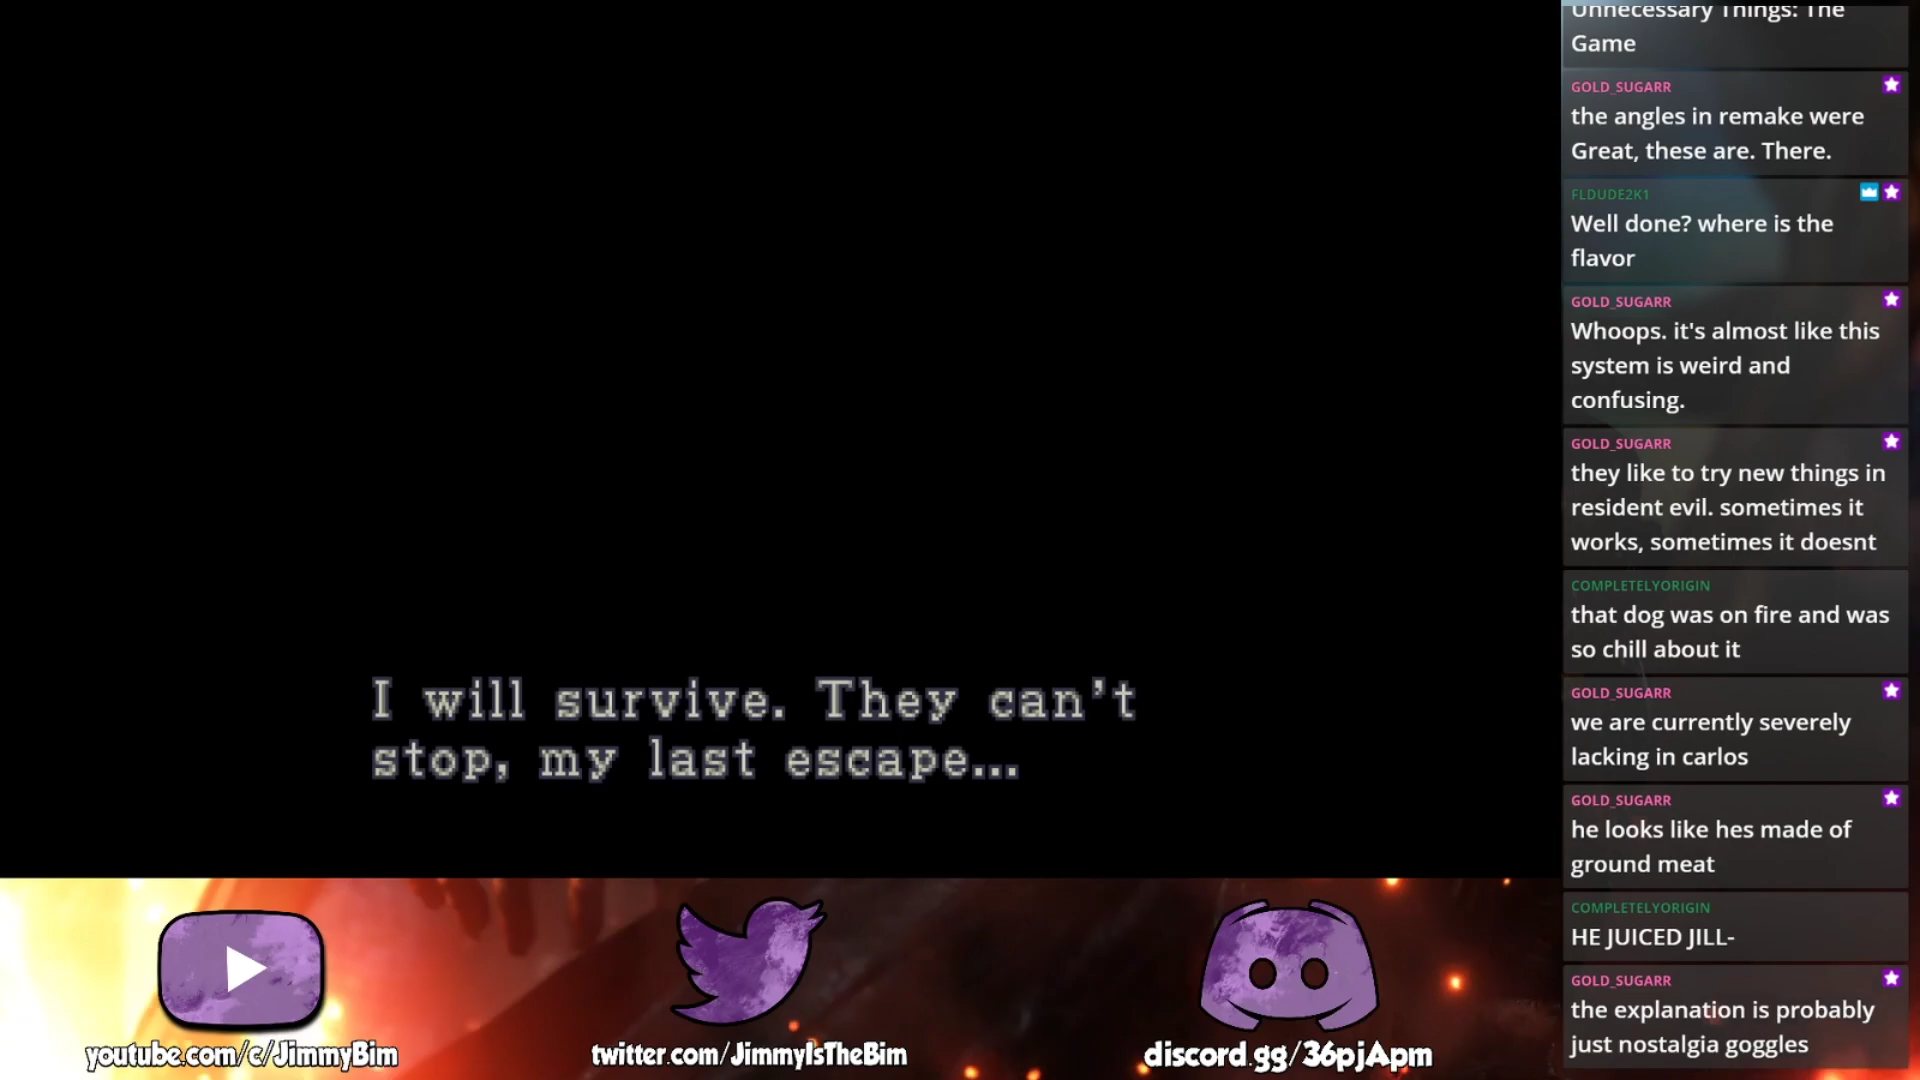 I will survive. They can't
stop, my last escape...
youtube.com/c/JimmyBim
twitter.com/JimmyIsTheBim
discord.gg/36pjApm
Unnecessary Things: The
Game
GOLD_SUGARR
the angles in remake were
Great, these are. There.
FLDUDE2K1
Well done? where is the
flavor
GOLD_SUGARR
Whoops. it's almost like this
system is weird and
confusing.
GOLD_SUGARR
they like to try new things in
resident evil. sometimes it
works, sometimes it doesnt
COMPLETELYORIGIN
that dog was on fire and was
so chill about it
GOLD_SUGARR
we are currently severely
lacking in carlos
GOLD_SUGARR
he looks like hes made of
ground meat
COMPLETELYORIGIN
HE JUICED JILL-
GOLD_SUGARR
the explanation is probably
just nostalgia goggles